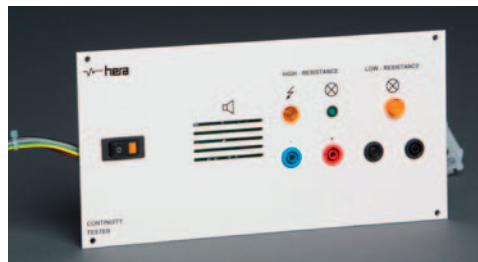 hera
HIGH - RESISTANCE
LOW - RESISTANCE
CONTINUITY
TESTER